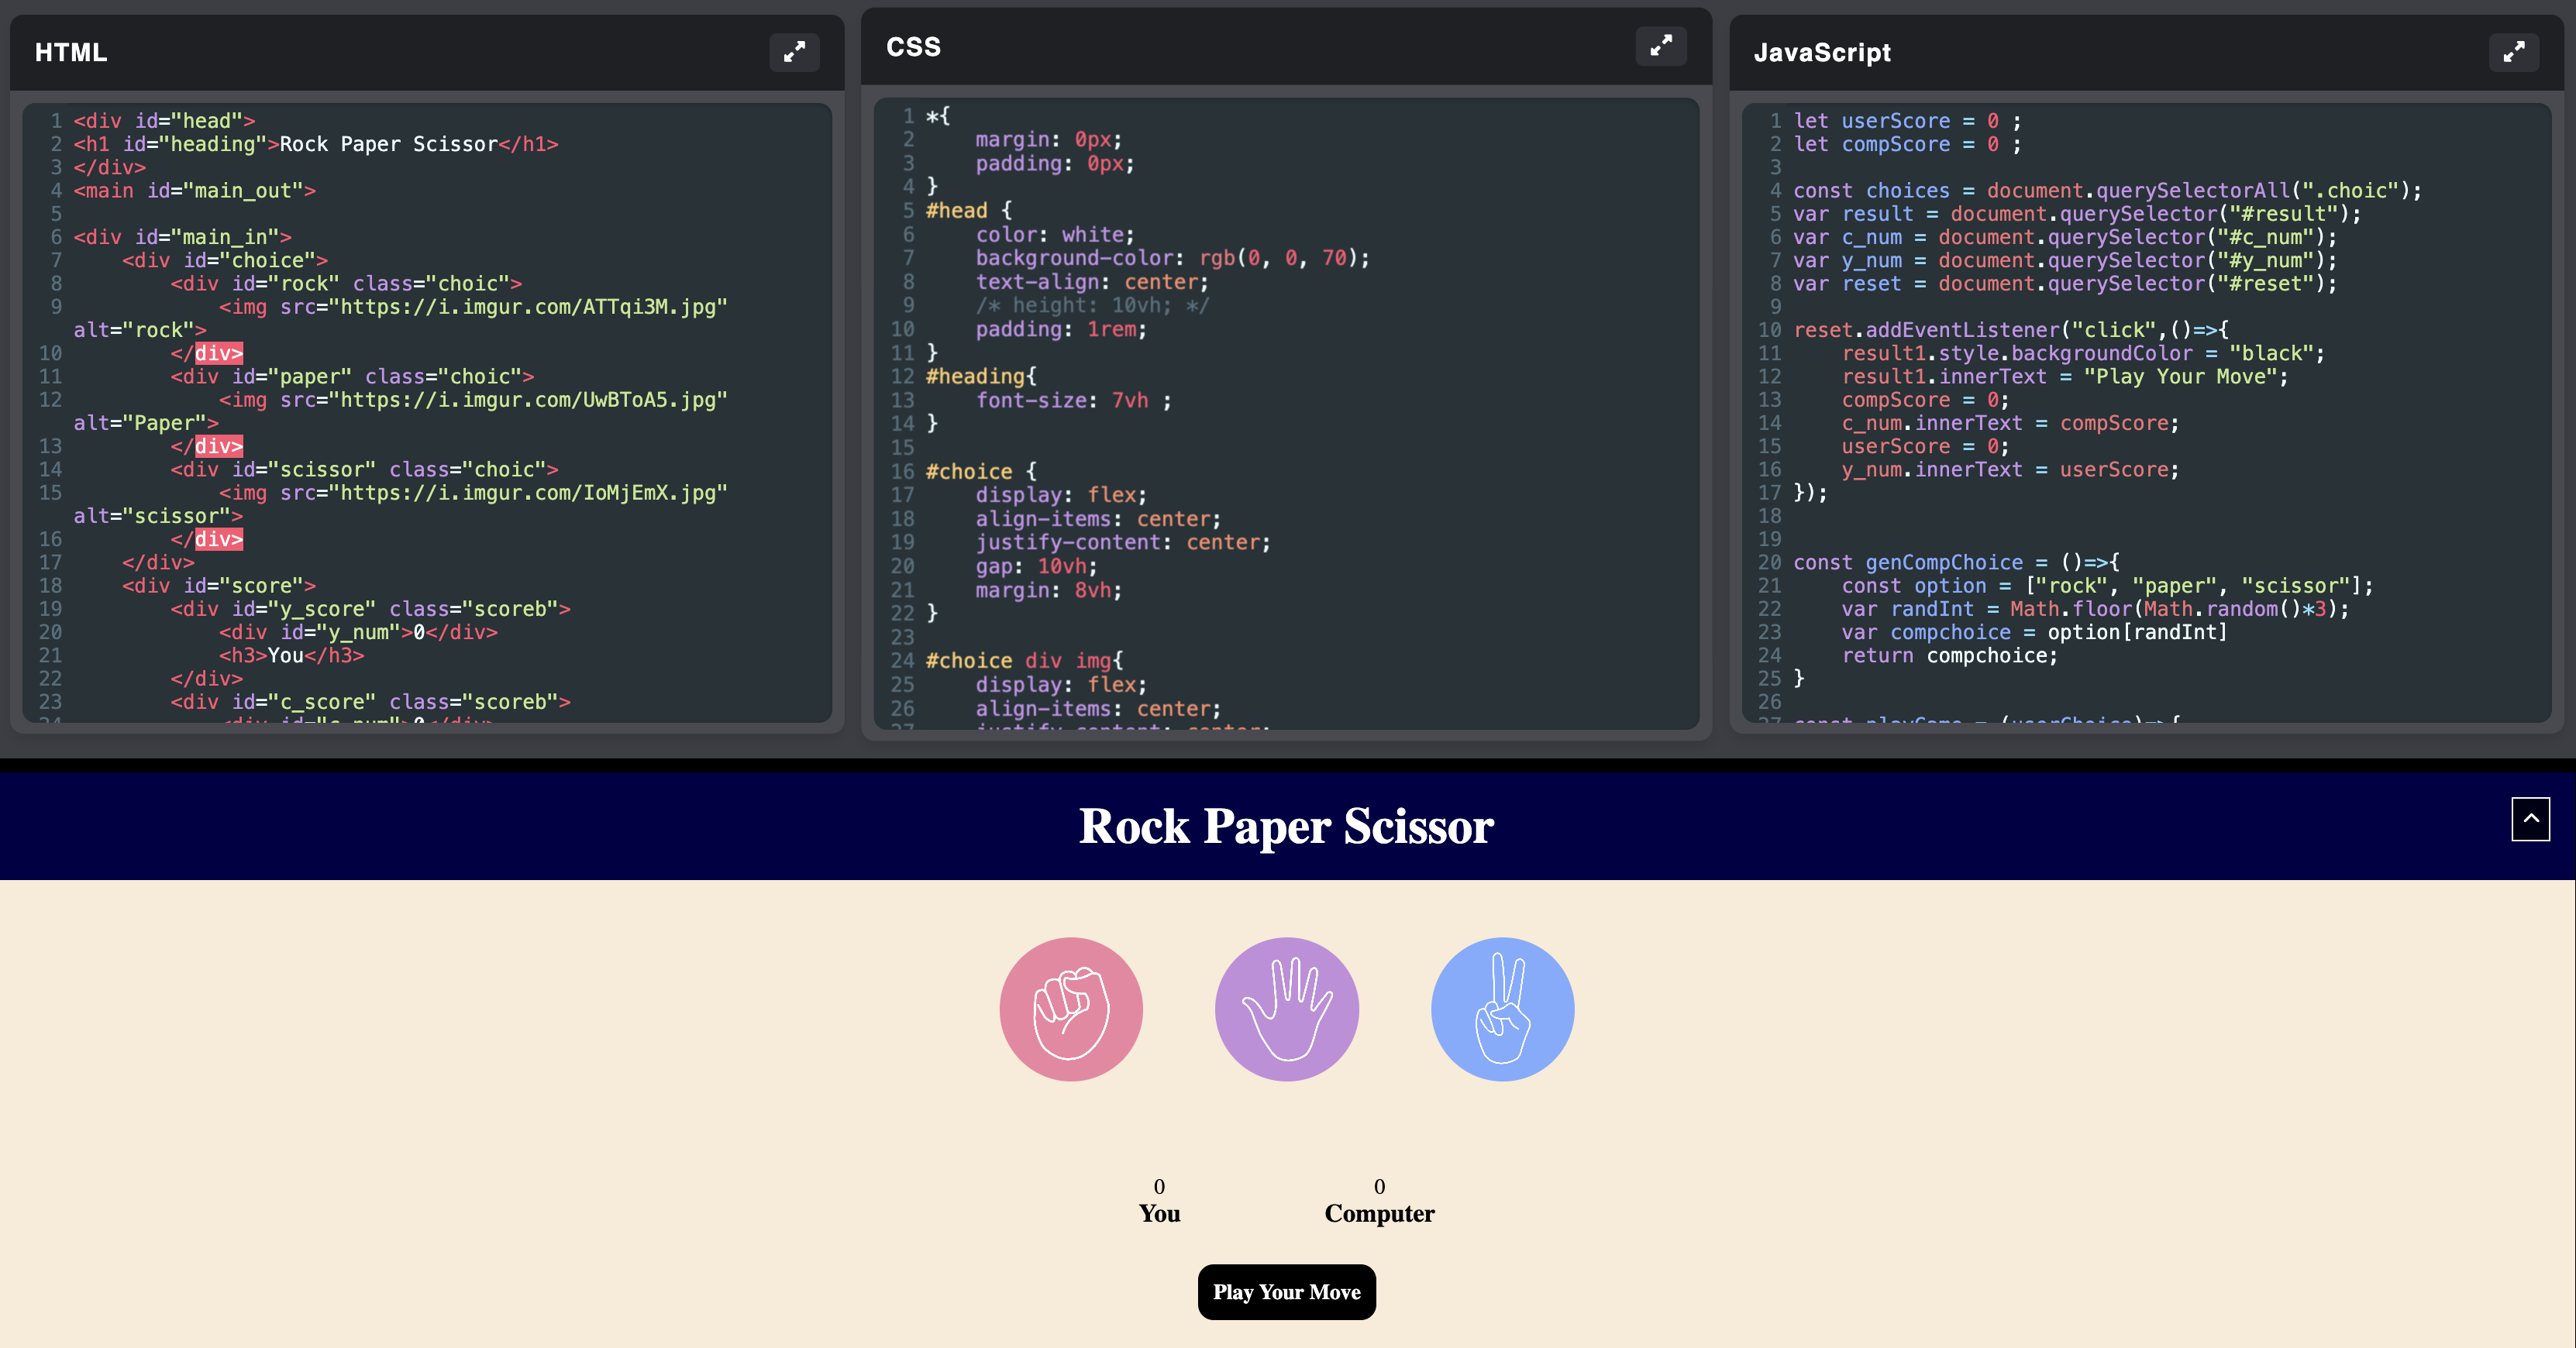 HTML
1 <div id="head">
2 <h1 id="heading">Rock Paper Scissor</h1>
3 </div>
4 <main id="main_out">
5
6 <div id="main_in">
7     <div id="choice">
8         <div id="rock" class="choic">
9             <img src="https://i.imgur.com/ATTqi3M.jpg"
alt="rock">
10         </div>
11         <div id="paper" class="choic">
12             <img src="https://i.imgur.com/UwBToA5.jpg"
alt="Paper">
13         </div>
14         <div id="scissor" class="choic">
15             <img src="https://i.imgur.com/IoMjEmX.jpg"
alt="scissor">
16         </div>
17     </div>
18     <div id="score">
19         <div id="y_score" class="scoreb">
20             <div id="y_num">0</div>
21             <h3>You</h3>
22         </div>
23         <div id="c_score" class="scoreb">
24             <div id="c_num">0</div>
CSS
1 *{
2     margin: 0px;
3     padding: 0px;
4 }
5 #head {
6     color: white;
7     background-color: rgb(0, 0, 70);
8     text-align: center;
9     /* height: 10vh; */
10     padding: 1rem;
11 }
12 #heading{
13     font-size: 7vh ;
14 }
15
16 #choice {
17     display: flex;
18     align-items: center;
19     justify-content: center;
20     gap: 10vh;
21     margin: 8vh;
22 }
23
24 #choice div img{
25     display: flex;
26     align-items: center;
27     justify-content: center;
JavaScript
1 let userScore = 0 ;
2 let compScore = 0 ;
3
4 const choices = document.querySelectorAll(".choic");
5 var result = document.querySelector("#result");
6 var c_num = document.querySelector("#c_num");
7 var y_num = document.querySelector("#y_num");
8 var reset = document.querySelector("#reset");
9
10 reset.addEventListener("click",()=>{
11     result1.style.backgroundColor = "black";
12     result1.innerText = "Play Your Move";
13     compScore = 0;
14     c_num.innerText = compScore;
15     userScore = 0;
16     y_num.innerText = userScore;
17 });
18
19
20 const genCompChoice = ()=>{
21     const option = ["rock", "paper", "scissor"];
22     var randInt = Math.floor(Math.random()*3);
23     var compchoice = option[randInt]
24     return compchoice;
25 }
26
27 const playGame = (userChoice)=>{
Rock Paper Scissor
0 0
You Computer
Play Your Move